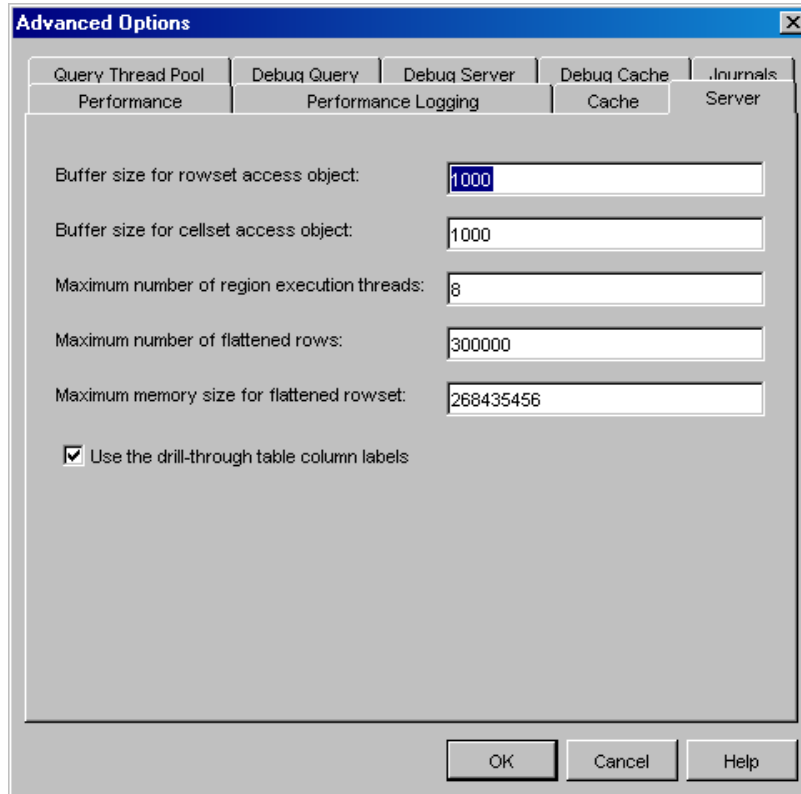 Advanced Options
Query Thread Pool Debug Query Debug Server Debug Cache Journals
Performance Performance Logging Cache Server
Buffer size for rowset access object: 1000
Buffer size for cellset access object: 1000
Maximum number of region execution threads: 8
Maximum number of flattened rows: 300000
Maximum memory size for flattened rowset: 268435456
Use the drill-through table column labels
OK Cancel Help